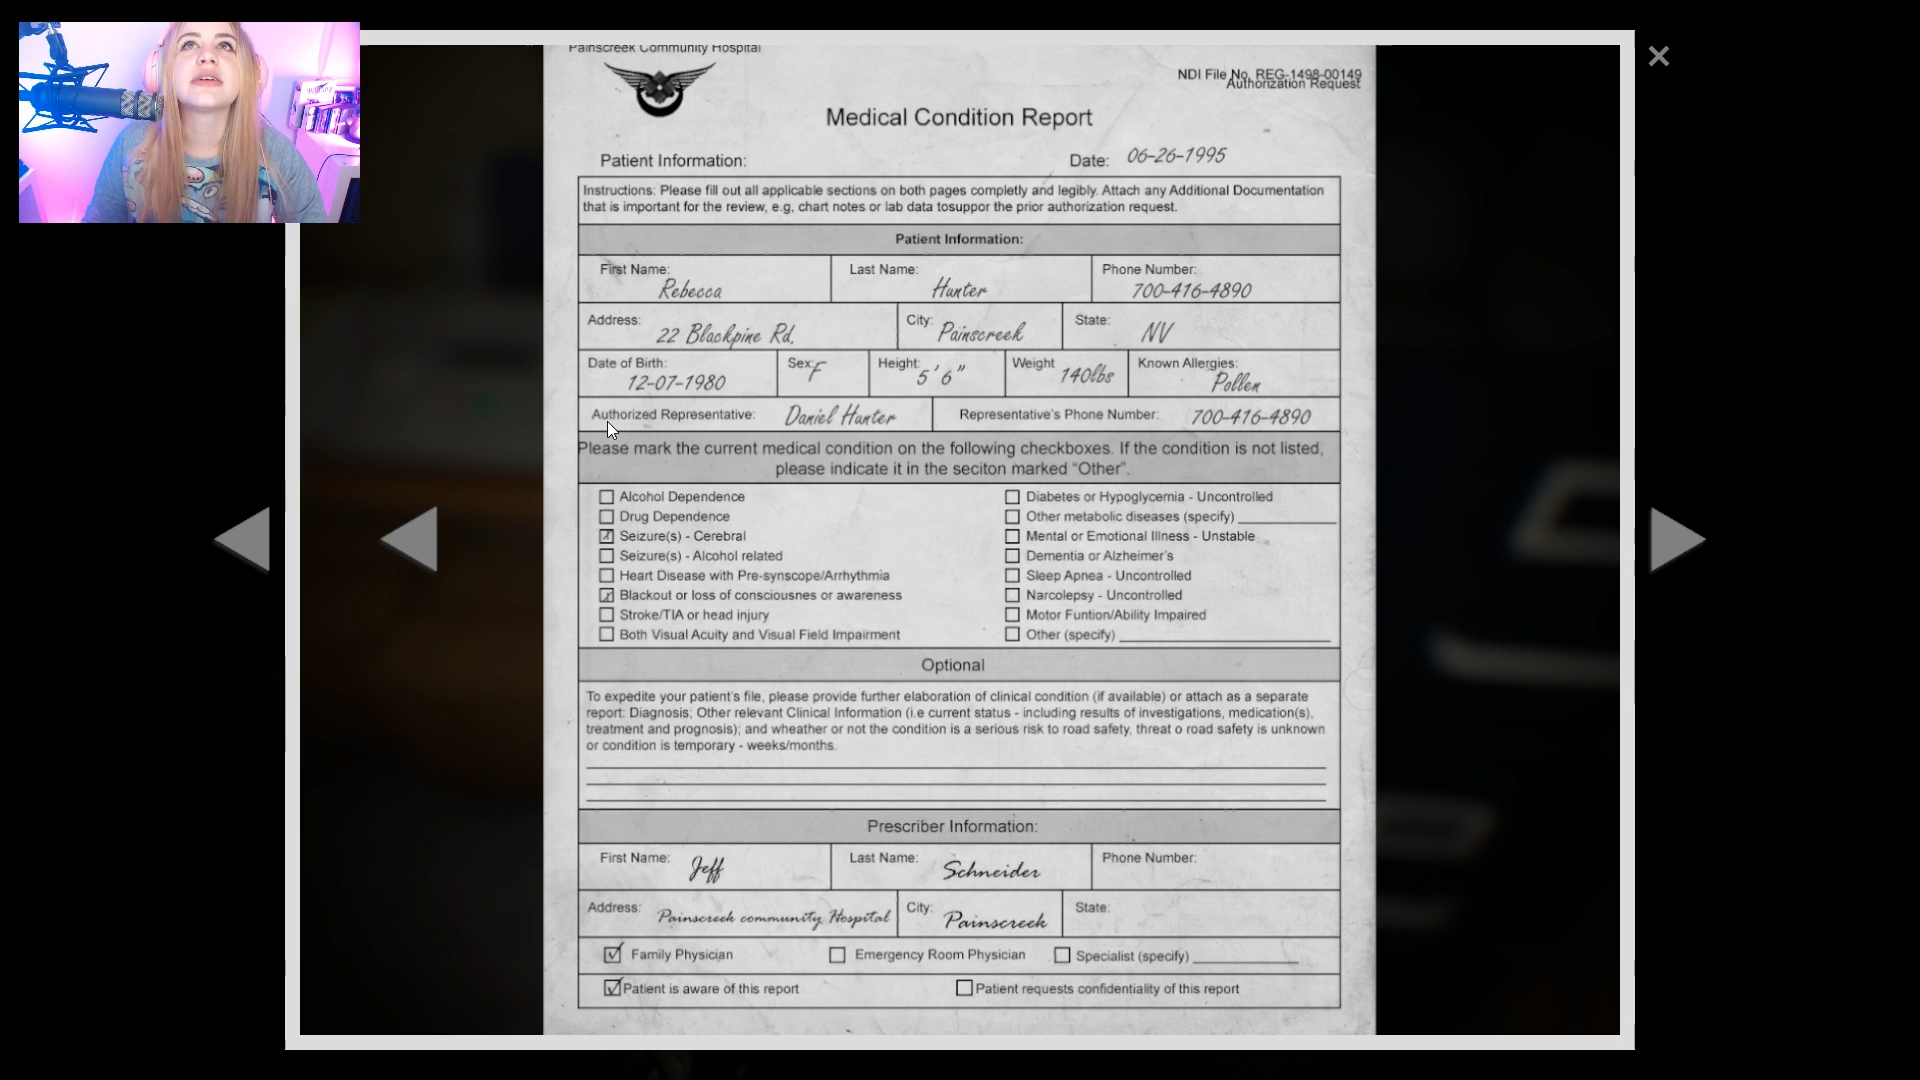 Painscreek Community Hospital
NDI File No. REG-1498-00149
Authorization Request
Medical Condition Report
Patient Information: Date: 06-26-1995
Instructions: Please fill out all applicable sections on both pages completly and legibly. Attach any Additional Documentation
that is important for the review, e.g, chart notes or lab data tosuppor the prior authorization request.
Patient Information:
First Name: Rebecca Last Name: Hunter Phone Number: 700-416-4890
Address: 22 Blackpine Rd. City: Painscreek State: NV
Date of Birth: 12-07-1980 Sex: F Height: 5'6" Weight 140lbs Known Allergies: Pollen
Authorized Representative: Daniel Hunter Representative's Phone Number: 700-416-4890
Please mark the current medical condition on the following checkboxes. If the condition is not listed,
please indicate it in the seciton marked "Other".
Alcohol Dependence Diabetes or Hypoglycemia - Uncontrolled
Drug Dependence Other metabolic diseases (specify)
Seizure(s) - Cerebral Mental or Emotional Illness - Unstable
Seizure(s) - Alcohol related Dementia or Alzheimer's
Heart Disease with Pre-synscope/Arrhythmia Sleep Apnea - Uncontrolled
Blackout or loss of consciousnes or awareness Narcolepsy - Uncontrolled
Stroke/TIA or head injury Motor Funtion/Ability Impaired
Both Visual Acuity and Visual Field Impairment Other (specify)
Optional
To expedite your patient's file, please provide further elaboration of clinical condition (if available) or attach as a separate
report: Diagnosis; Other relevant Clinical Information (i.e current status - including results of investigations, medication(s),
treatment and prognosis); and wheather or not the condition is a serious risk to road safety, threat o road safety is unknown
or condition is temporary - weeks/months.
Prescriber Information:
First Name: Jeff Last Name: Schneider Phone Number:
Address: Painscreek community Hospital City: Painscreek State:
Family Physician Emergency Room Physician Specialist (specify)
Patient is aware of this report Patient requests confidentiality of this report